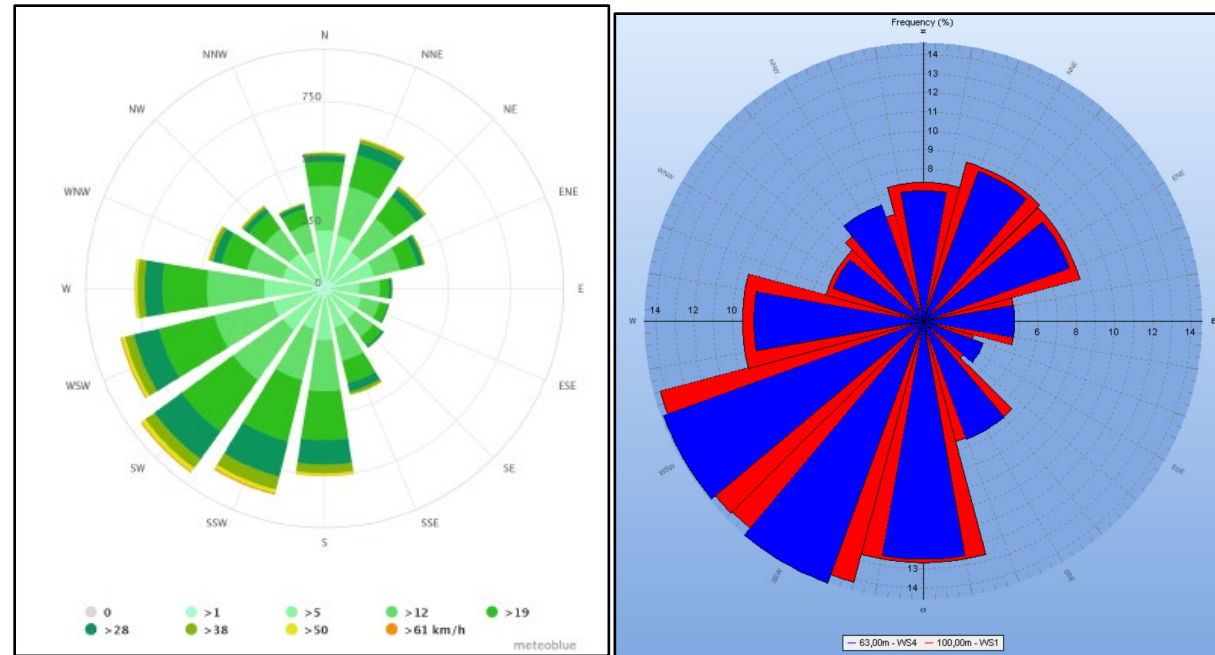 N
NNW
NNE
NW
NE
750
WNW
ENE
250
W
0
E
WSW
ESE
SW
SE
SSW
SSE
S
0 >1 >5 >12 >19
>28 >38 >50 >61 km/h
meteoblue
Frequency (%)
N
14
13
12
11
10
9
8
NNW
NNE
WNW
ENE
W
14 12 10
6 8 10 12 14
E
WSW
ESE
SSW
SSE
13
14
63,00m - WS4 100,00m - WS1